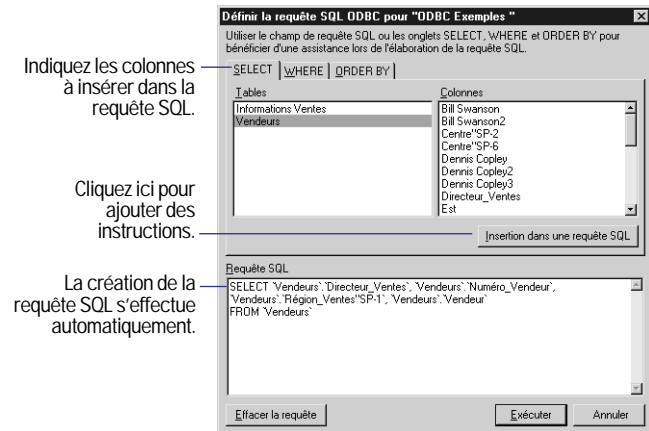 Définir la requête SQL ODBC pour "ODBC Exemples "
Utiliser le champ de requête SQL ou les onglets SELECT, WHERE et ORDER BY pour
bénéficier d'une assistance lors de l'élaboration de la requête SQL.
SELECT WHERE ORDER BY
Indiquez les colonnes
à insérer dans la
requête SQL.
Tables
Informations Ventes
Vendeurs
Colonnes
Bill Swanson
Bill Swanson2
Centre"SP-2
Centre"SP-6
Dennis Copley
Dennis Copley2
Dennis Copley3
Directeur_Ventes
Est
Cliquez ici pour
ajouter des
instructions.
Insertion dans une requête SQL
La création de la
requête SQL s'effectue
automatiquement.
Requête SQL
SELECT `Vendeurs`.`Directeur_Ventes`, `Vendeurs`.`Numéro_Vendeur`,
`Vendeurs`.`Région_Ventes"SP-1`, `Vendeurs`.`Vendeur`
FROM `Vendeurs`
Effacer la requête Exécuter Annuler